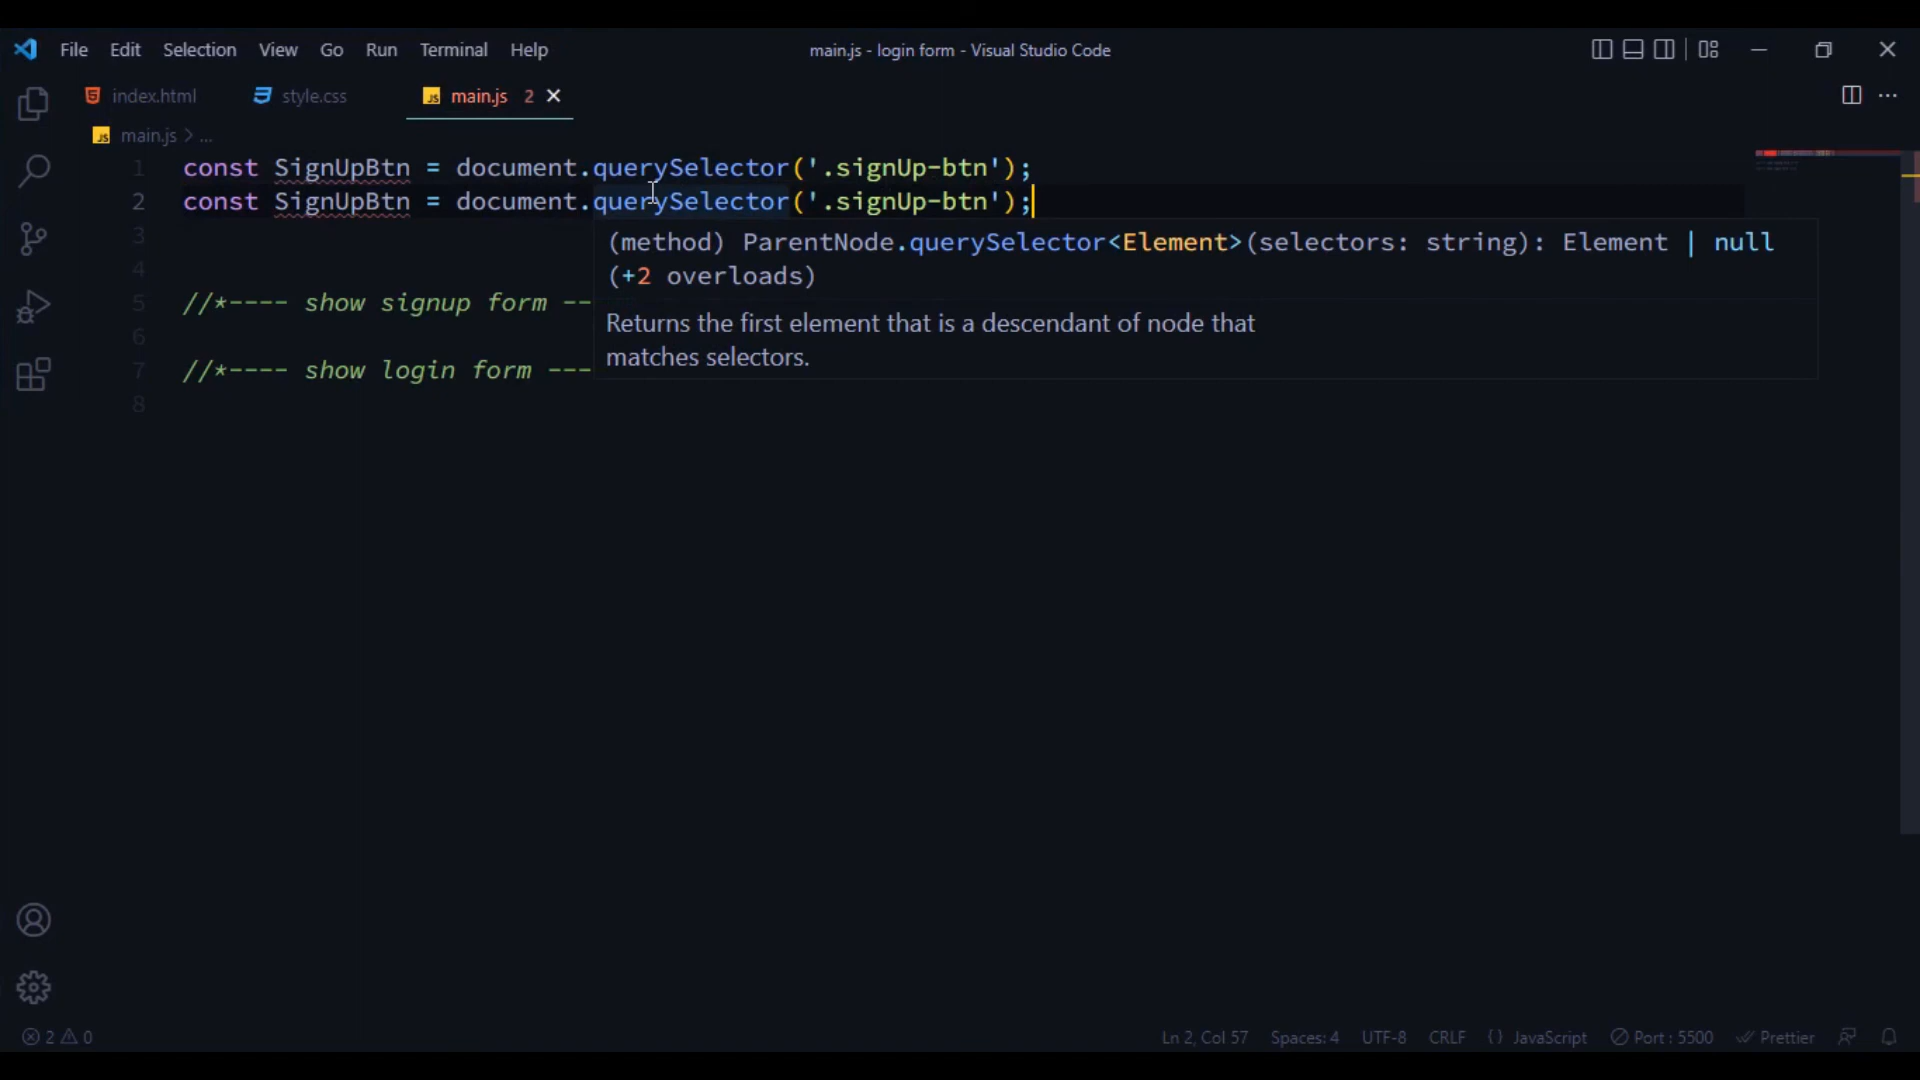 File Edit Selection View Go Run Terminal Help main.js - login form - Visual Studio Code
index.html style.css JS main.js 2
JS main.js > ...
1 const SignUpBtn = document.querySelector('.signUp-btn');
2 const SignUpBtn = document.querySelector('.signUp-btn');
3
(method) ParentNode.querySelector<Element>(selectors: string): Element | null
4
(+2 overloads)
5 //*---- show signup form --
Returns the first element that is a descendant of node that
6
matches selectors.
7 //*---- show login form ---
8
2 0 Ln 2, Col 57 Spaces: 4 UTF-8 CRLF {} JavaScript Port : 5500 Prettier